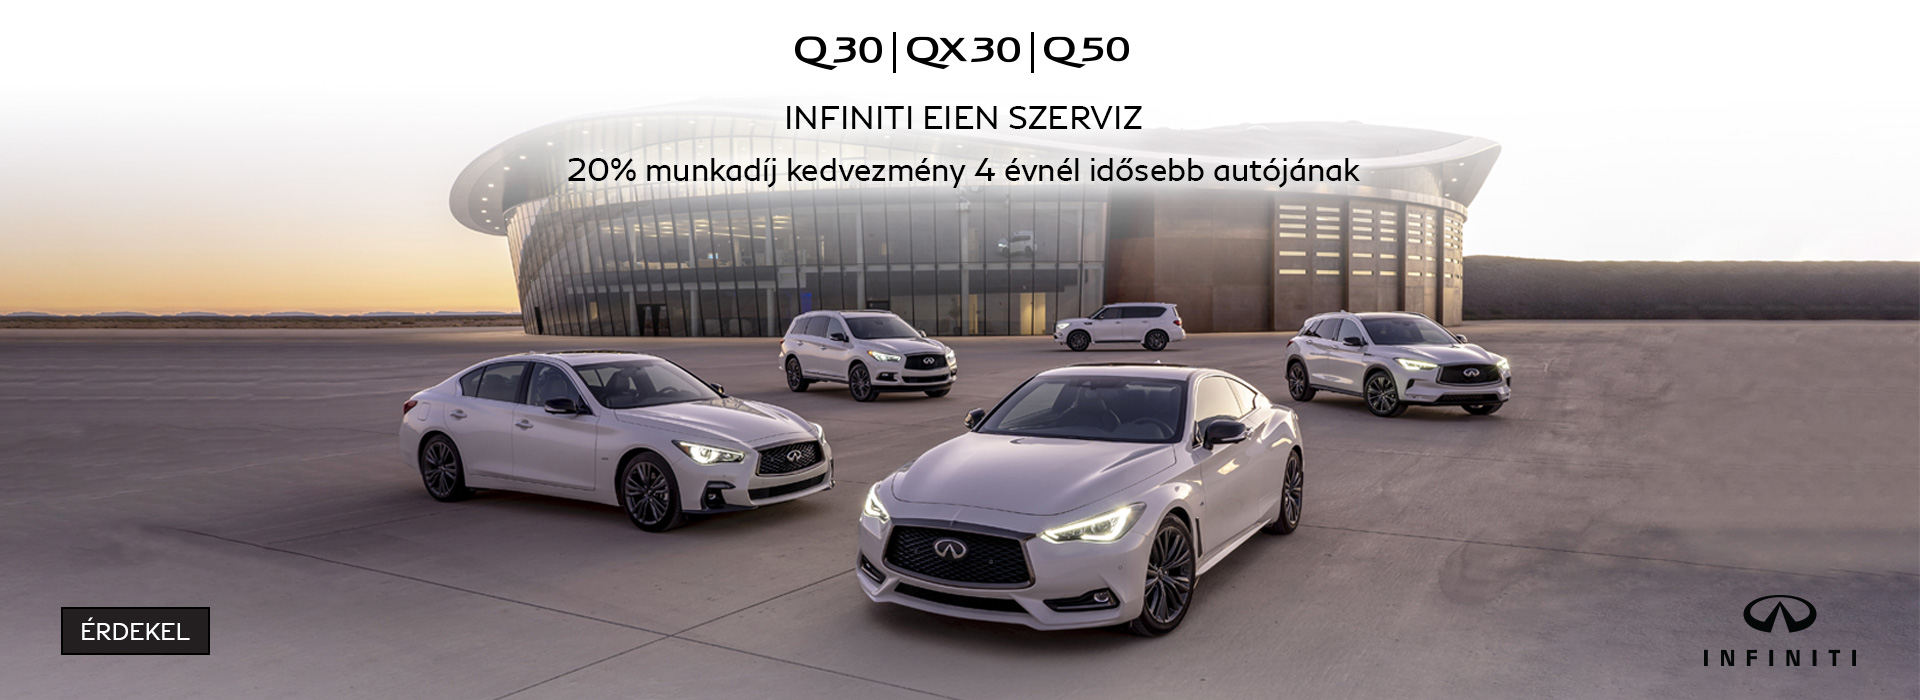 Q30|QX30|Q50
INFINITI EIEN SZERVIZ
20% munkadíj kedvezmény 4 évnél idősebb autójának
ÉRDEKEL
INFINITI